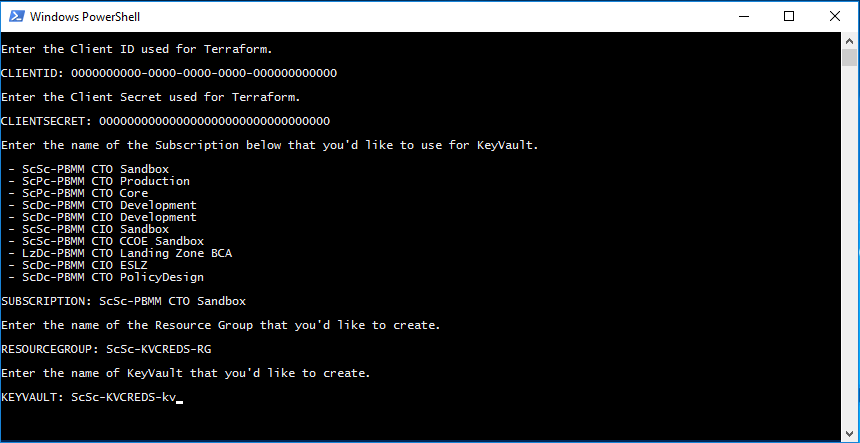 Windows PowerShell
Enter the Client ID used for Terraform.
CLIENTID: 0000000000-0000-0000-0000-000000000000
Enter the Client Secret used for Terraform.
CLIENTSECRET: 000000000000000000000000000000000
Enter the name of the Subscription below that you'd like to use for KeyVault.
- ScSc-PBMM CTO Sandbox
- ScPc-PBMM CTO Production
- ScPc-PBMM CTO Core
- ScDc-PBMM CTO Development
- ScDc-PBMM CIO Development
- ScSc-PBMM CIO Sandbox
- ScSc-PBMM CTO CCOE Sandbox
- LzDc-PBMM CTO Landing Zone BCA
- ScDc-PBMM CIO ESLZ
- ScDc-PBMM CTO PolicyDesign
SUBSCRIPTION: ScSc-PBMM CTO Sandbox
Enter the name of the Resource Group that you'd like to create.
RESOURCEGROUP: ScSc-KVCREDS-RG
Enter the name of KeyVault that you'd like to create.
KEYVAULT: ScSc-KVCREDS-kv